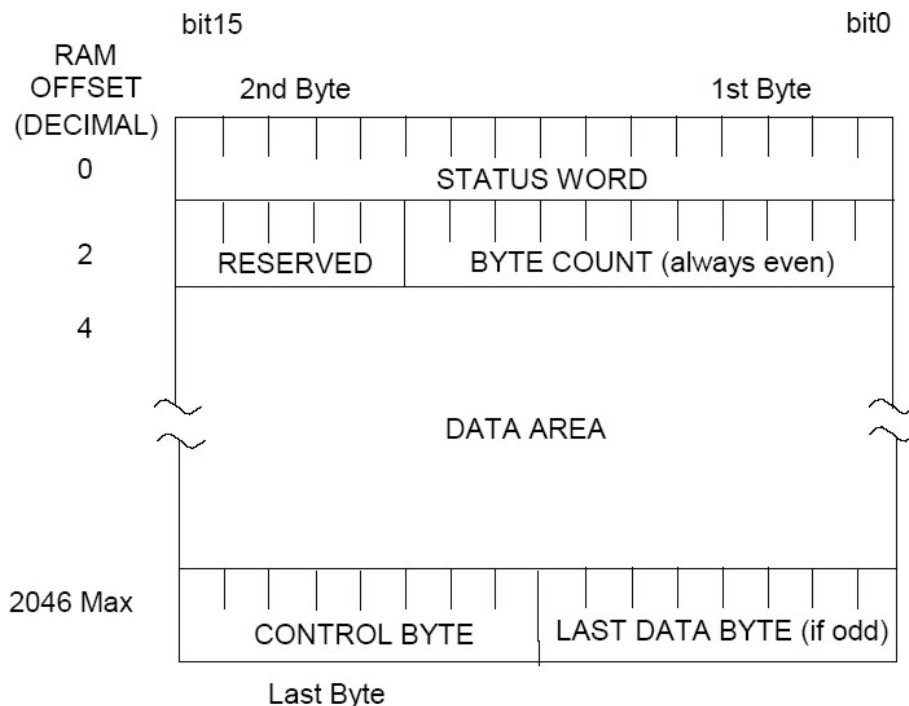 bit15 bit0
RAM
OFFSET
(DECIMAL)
2nd Byte 1st Byte
0 STATUS WORD
2 RESERVED BYTE COUNT (always even)
4
DATA AREA
2046 Max CONTROL BYTE LAST DATA BYTE (if odd)
Last Byte